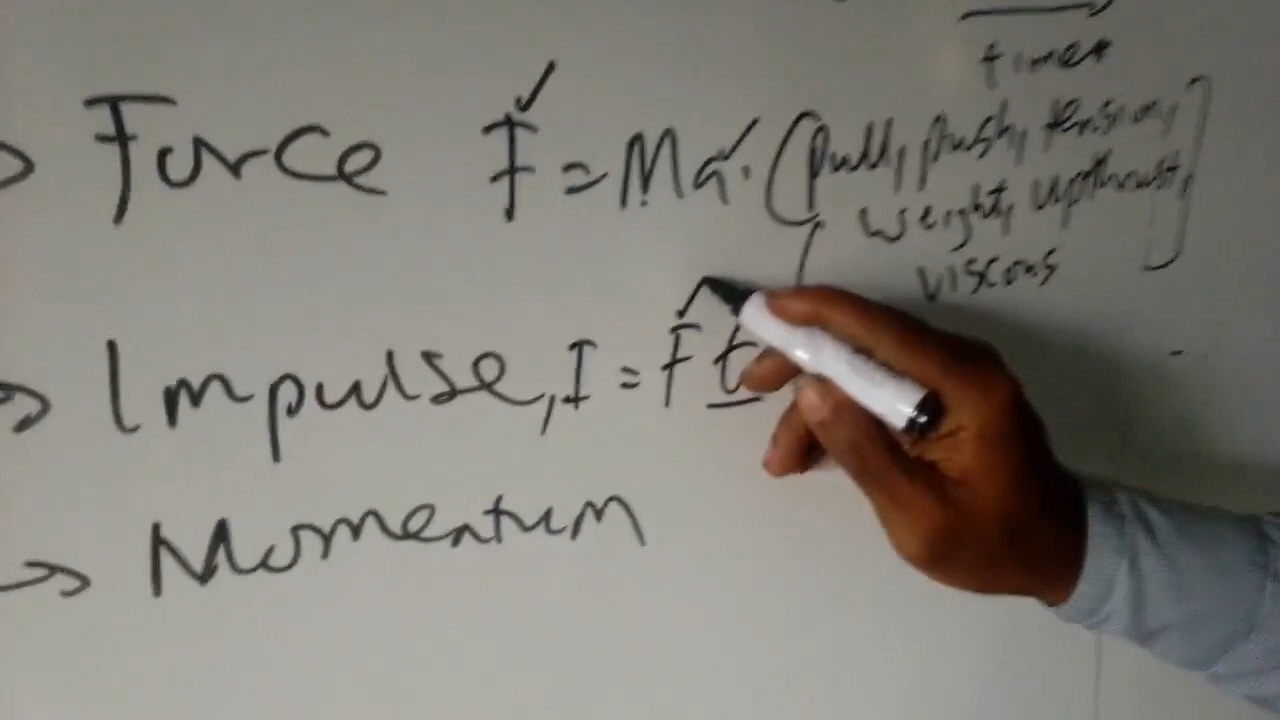 time
Force F = Ma. (pull, push, tension,
weight, upthrust,
viscous
Impulse, I = Ft
Momentum